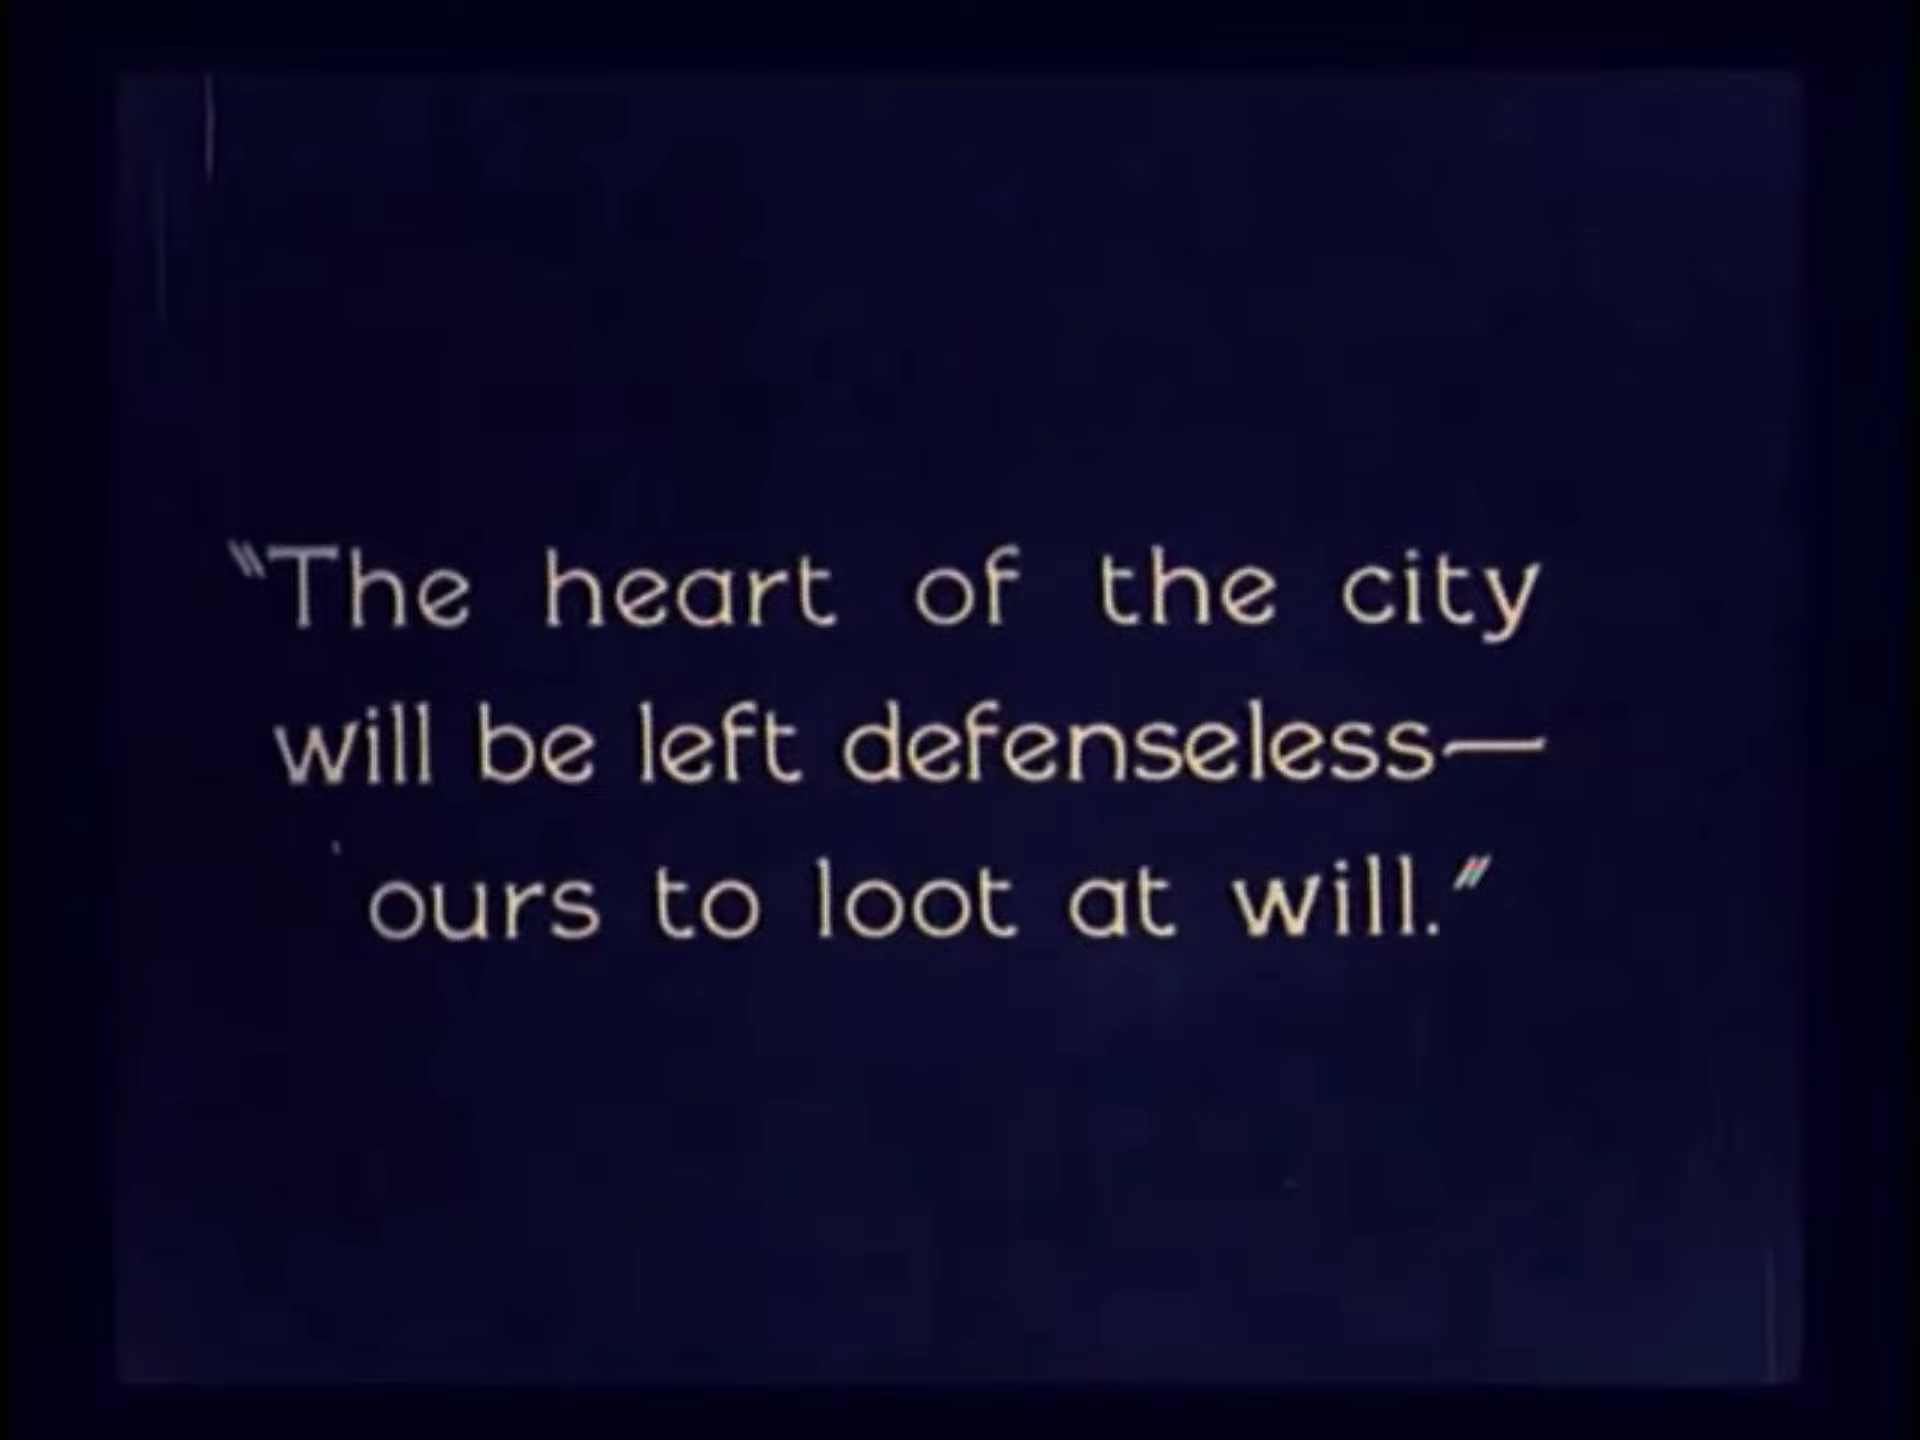 "The heart of the city
will be left defenseless—
ours to loot at will."